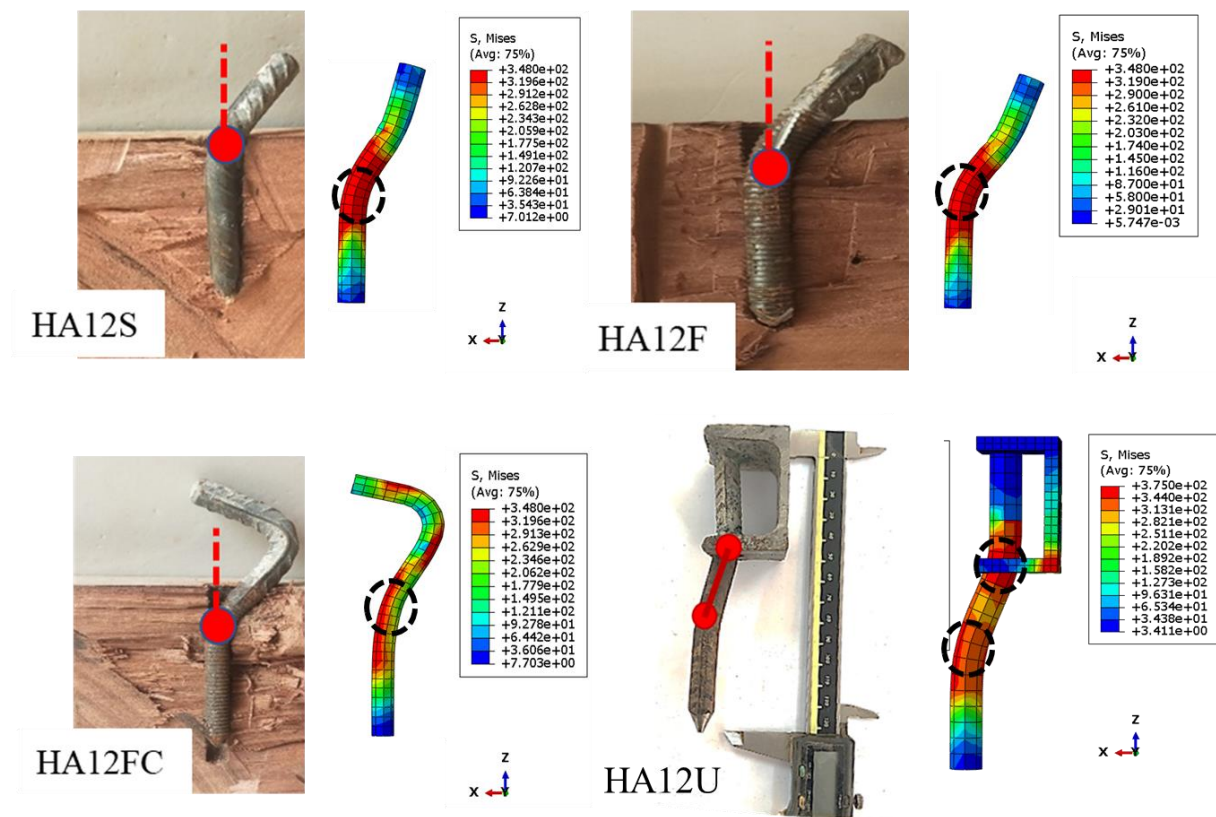 S, Mises
(Avg: 75%)
+3.480e+02
+3.196e+02
+2.912e+02
+2.628e+02
+2.343e+02
+2.059e+02
+1.775e+02
+1.491e+02
+1.207e+02
+9.226e+01
+6.384e+01
+3.543e+01
+7.012e+00
Z
X
Y
HA12S
S, Mises
(Avg: 75%)
+3.480e+02
+3.190e+02
+2.900e+02
+2.610e+02
+2.320e+02
+2.030e+02
+1.740e+02
+1.450e+02
+1.160e+02
+8.700e+01
+5.800e+01
+2.901e+01
+5.747e-03
Z
X
Y
HA12F
S, Mises
(Avg: 75%)
+3.480e+02
+3.196e+02
+2.913e+02
+2.629e+02
+2.346e+02
+2.062e+02
+1.779e+02
+1.495e+02
+1.211e+02
+9.278e+01
+6.442e+01
+3.606e+01
+7.703e+00
Z
X
Y
HA12FC
S, Mises
(Avg: 75%)
+3.750e+02
+3.440e+02
+3.131e+02
+2.821e+02
+2.511e+02
+2.202e+02
+1.892e+02
+1.582e+02
+1.273e+02
+9.631e+01
+6.534e+01
+3.438e+01
+3.411e+00
Z
X
Y
HA12U